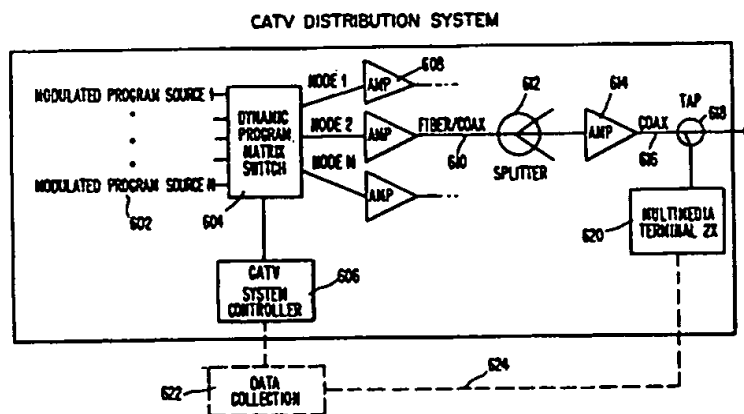 CATV DISTRIBUTION SYSTEM
MODULATED PROGRAM SOURCE 1
MODULATED PROGRAM SOURCE N
602
DYNAMIC
PROGRAM
MATRIX
SWITCH
604
NODE 1
NODE 2
NODE N
AMP
608
AMP
AMP
FIBER/COAX
610
612
SPLITTER
614
AMP
COAX
616
TAP
618
620
MULTIMEDIA
TERMINAL 2X
CATV
SYSTEM
CONTROLLER
606
622
DATA
COLLECTION
624